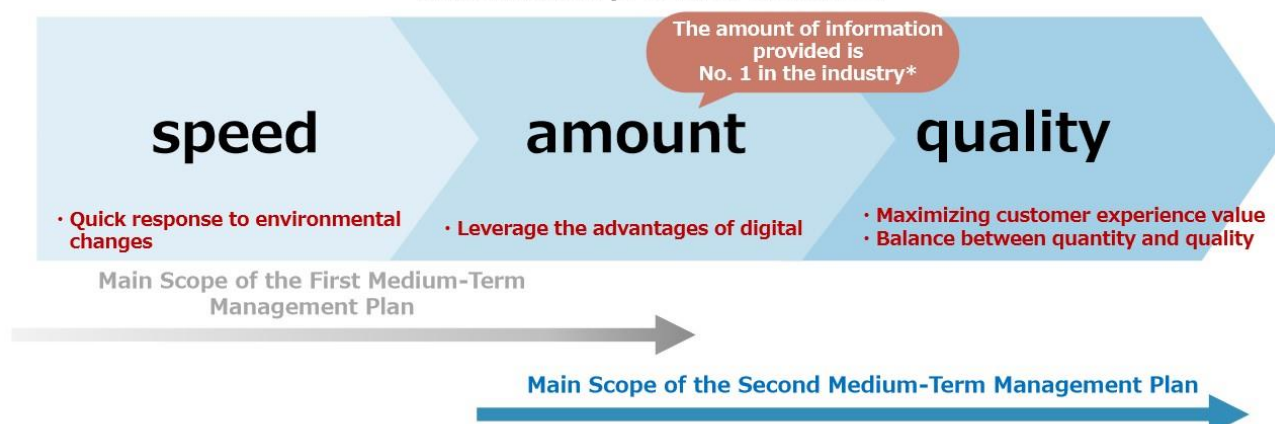 The amount of information
provided is
No. 1 in the industry*
speed
amount
quality
・Quick response to environmental
changes
・Leverage the advantages of digital
・Maximizing customer experience value
・Balance between quantity and quality
Main Scope of the First Medium-Term
Management Plan
Main Scope of the Second Medium-Term Management Plan